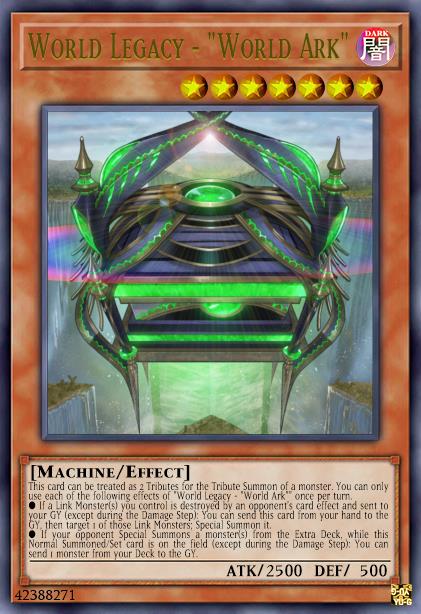 World Legacy - "World Ark"
DARK
闇
[Machine/Effect]
This card can be treated as 2 Tributes for the Tribute Summon of a monster. You can only
use each of the following effects of "World Legacy - "World Ark"" once per turn.
● If a Link Monster(s) you control is destroyed by an opponent's card effect and sent to
your GY (except during the Damage Step): You can send this card from your hand to the
GY, then target 1 of those Link Monsters; Special Summon it.
● If your opponent Special Summons a monster(s) from the Extra Deck, while this
Normal Summoned/Set card is on the field (except during the Damage Step): You can
send 1 monster from your Deck to the GY.
ATK/2500 DEF/ 500
42388271